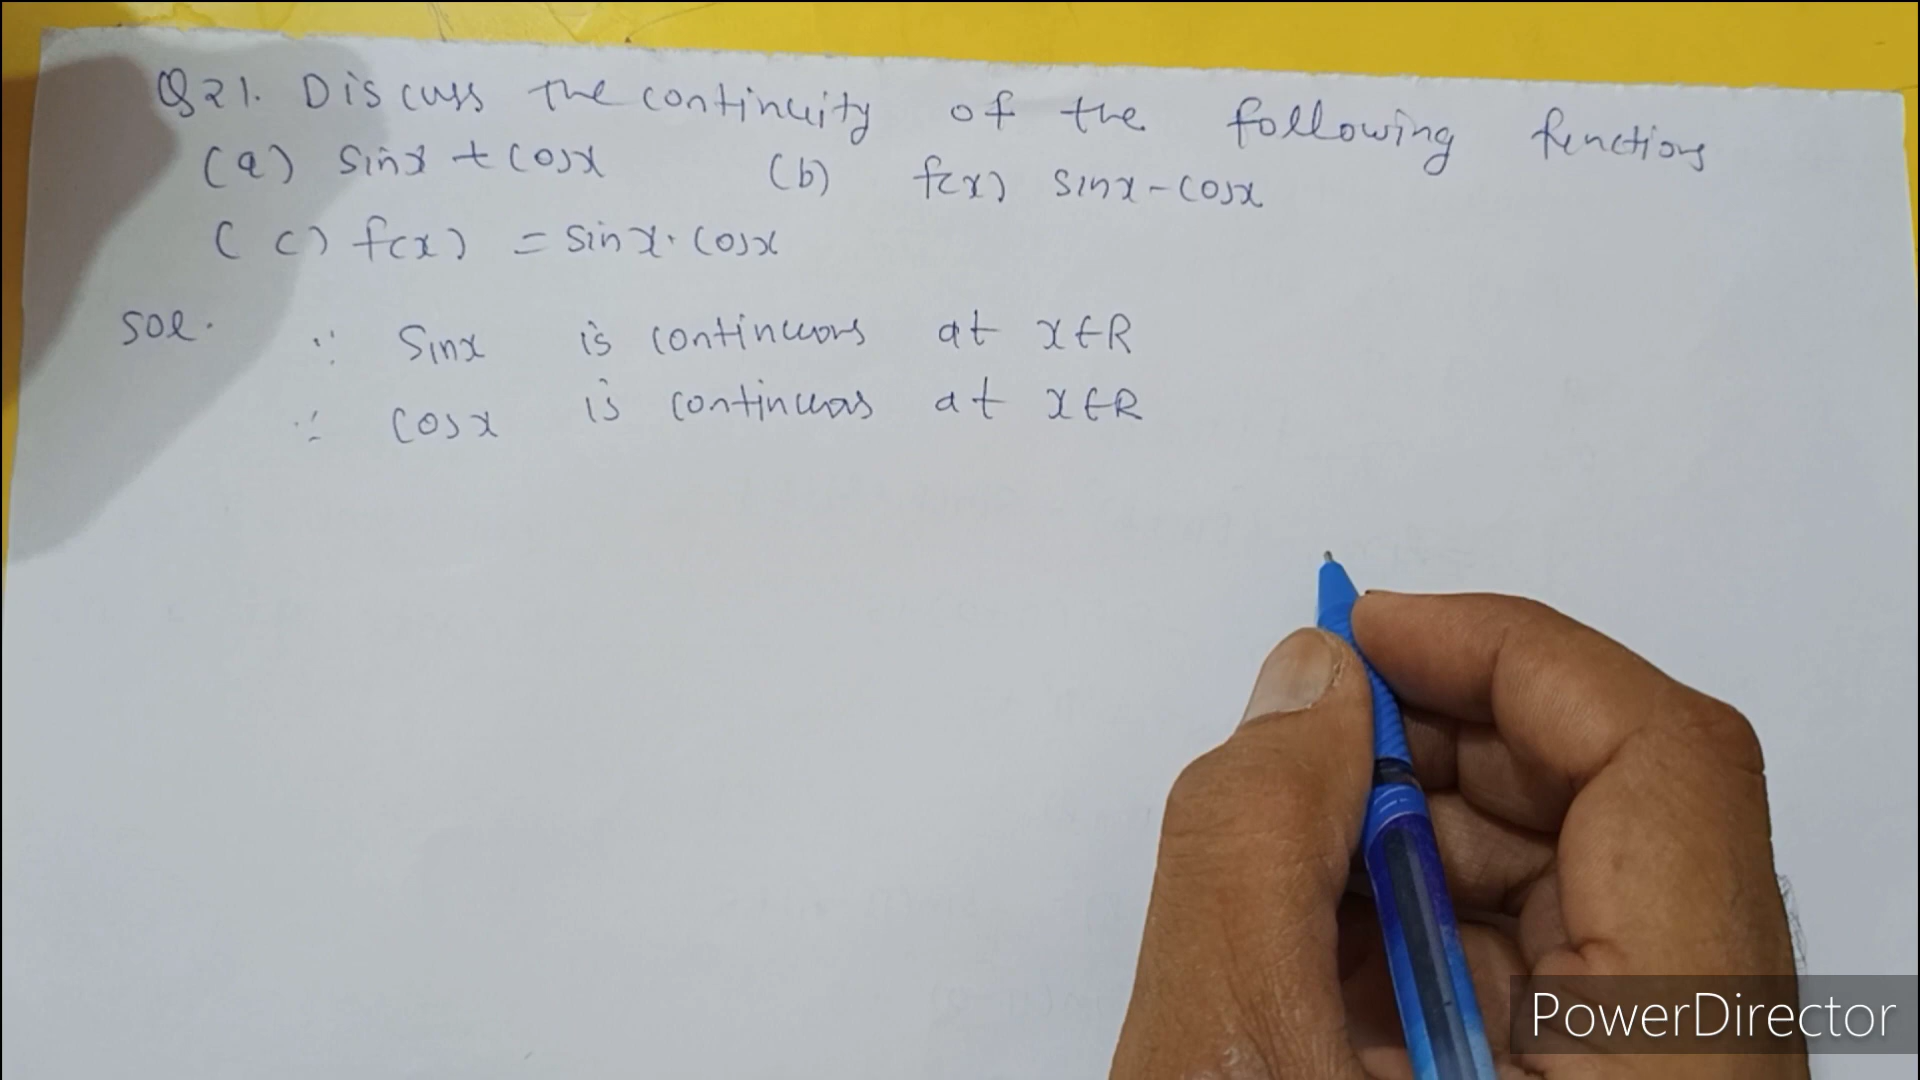 Q21. Discuss the continuity of the following functions
(a) sinx + cosx (b) f(x) sinx - cosx
(c) f(x) = sinx . cosx
Sol. ∵ Sinx is continuous at x ∈ R
∵ cosx is continuous at x ∈ R
PowerDirector